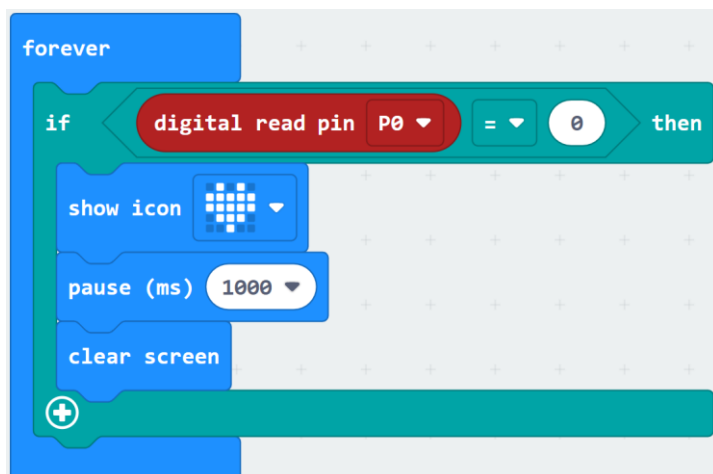 forever
if digital read pin P0 = 0 then
show icon
pause (ms) 1000
clear screen